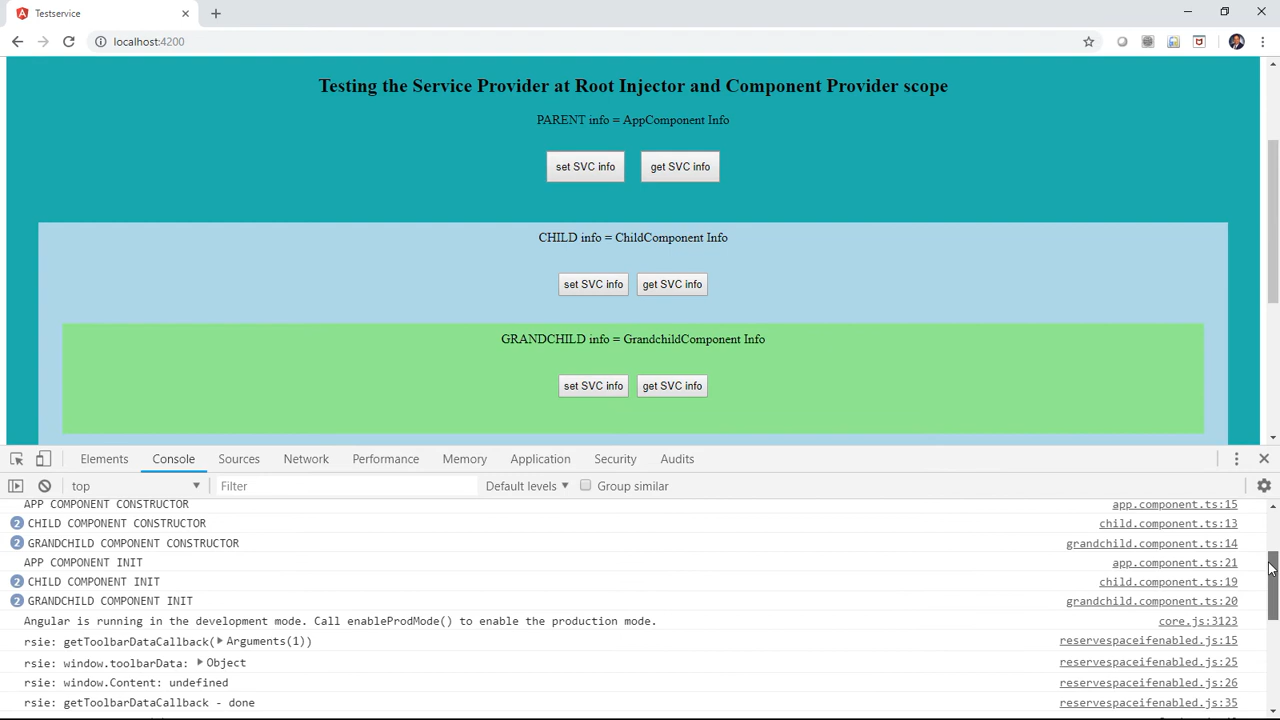 Testservice
localhost:4200
Testing the Service Provider at Root Injector and Component Provider scope
PARENT info = AppComponent Info
set SVC info get SVC info
CHILD info = ChildComponent Info
set SVC info get SVC info
GRANDCHILD info = GrandchildComponent Info
set SVC info get SVC info
Elements Console Sources Network Performance Memory Application Security Audits
top Filter Default levels Group similar
APP COMPONENT CONSTRUCTOR app.component.ts:15
2 CHILD COMPONENT CONSTRUCTOR child.component.ts:13
2 GRANDCHILD COMPONENT CONSTRUCTOR grandchild.component.ts:14
APP COMPONENT INIT app.component.ts:21
2 CHILD COMPONENT INIT child.component.ts:19
2 GRANDCHILD COMPONENT INIT grandchild.component.ts:20
Angular is running in the development mode. Call enableProdMode() to enable the production mode. core.js:3123
rsie: getToolbarDataCallback(Arguments(1)) reservespaceifenabled.js:15
rsie: window.toolbarData: Object reservespaceifenabled.js:25
rsie: window.Content: undefined reservespaceifenabled.js:26
rsie: getToolbarDataCallback - done reservespaceifenabled.js:35